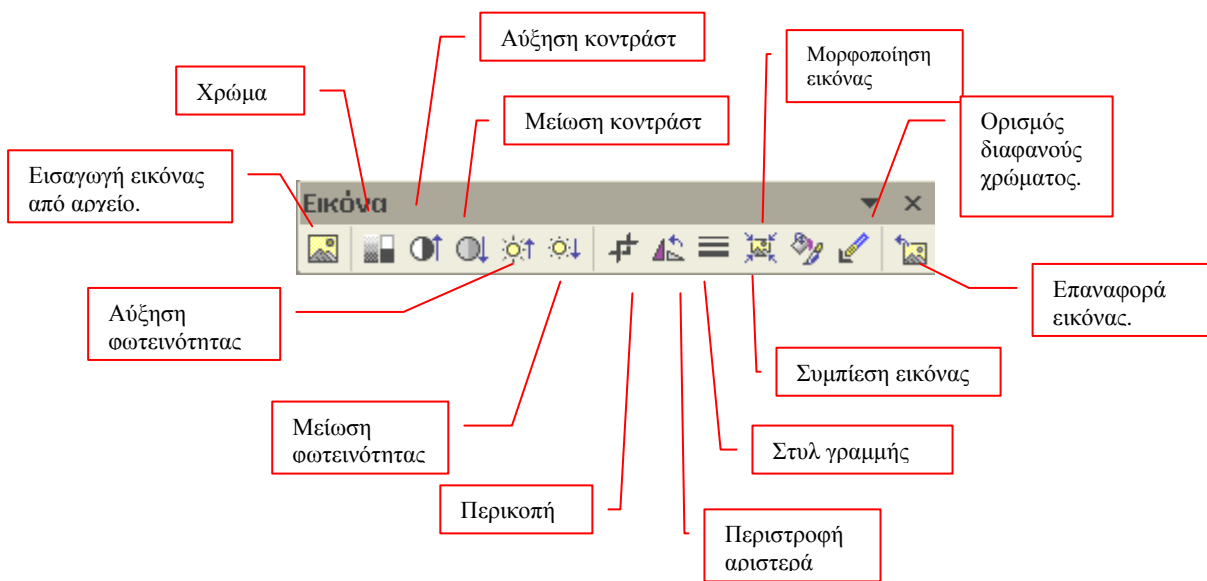 Αύξηση κοντράστ
Μορφοποίηση
εικόνας
Χρώμα
Μείωση κοντράστ
Ορισμός
διαφανούς
χρώματος.
Εισαγωγή εικόνας
από αρχείο.
Εικόνα
Αύξηση
φωτεινότητας
Επαναφορά
εικόνας.
Συμπίεση εικόνας
Μείωση
φωτεινότητας
Στυλ γραμμής
Περικοπή
Περιστροφή
αριστερά